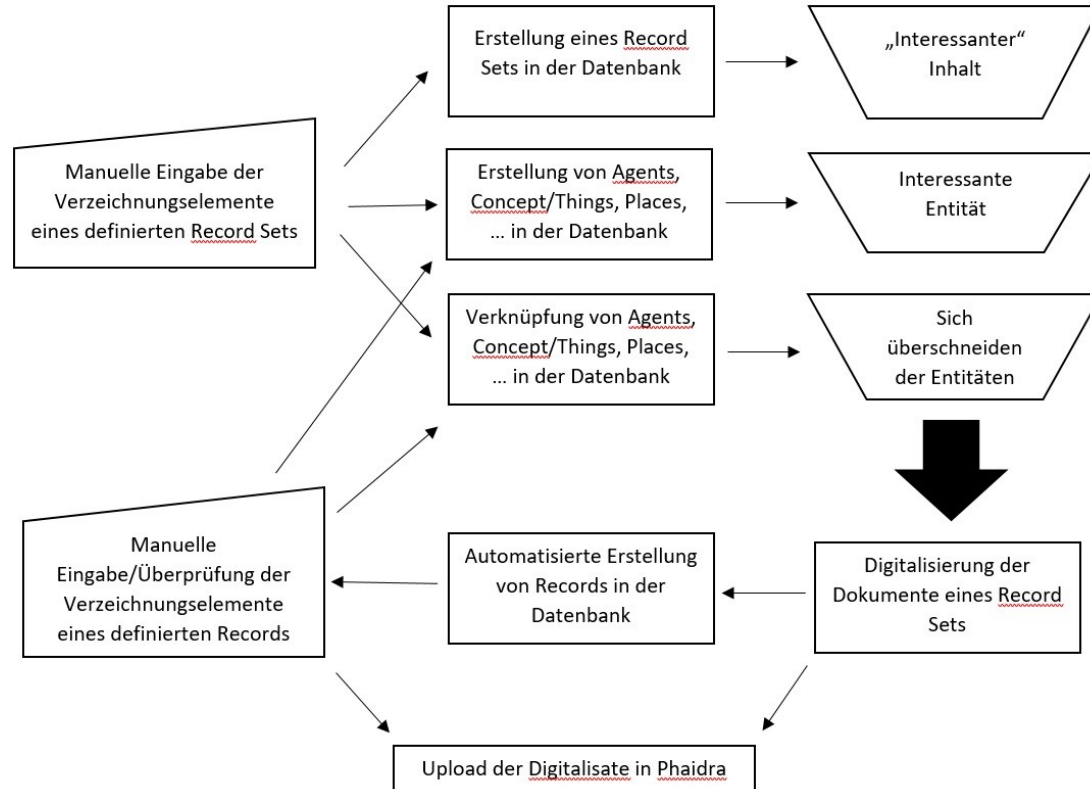 Erstellung eines Record
Sets in der Datenbank
„Interessanter“
Inhalt
Manuelle Eingabe der
Verzeichnungselemente
eines definierten Record Sets
Erstellung von Agents,
Concept/Things, Places,
... in der Datenbank
Interessante
Entität
Verknüpfung von Agents,
Concept/Things, Places,
... in der Datenbank
Sich
überschneiden
der Entitäten
Manuelle
Eingabe/Überprüfung der
Verzeichnungselemente
eines definierten Records
Automatisierte Erstellung
von Records in der
Datenbank
Digitalisierung der
Dokumente eines Record
Sets
Upload der Digitalisate in Phaidra